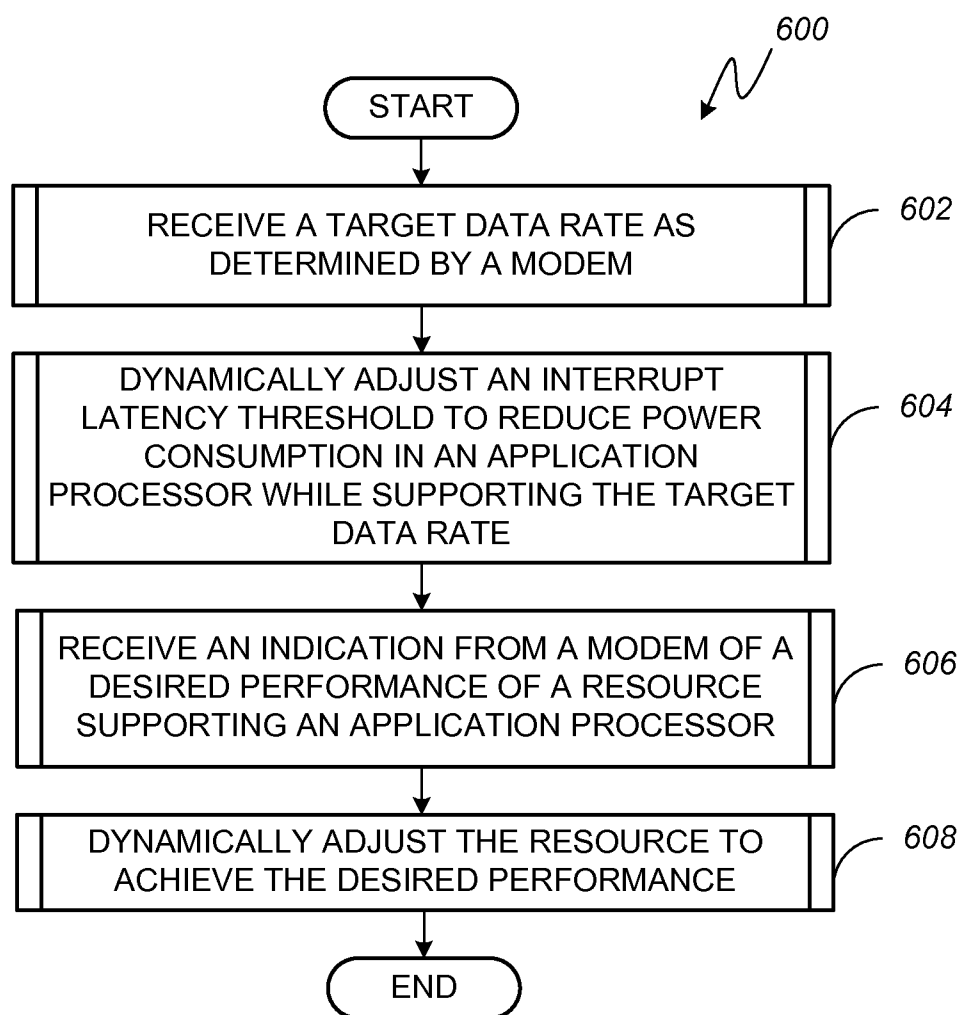 600
START
RECEIVE A TARGET DATA RATE AS
DETERMINED BY A MODEM
602
DYNAMICALLY ADJUST AN INTERRUPT
LATENCY THRESHOLD TO REDUCE POWER
CONSUMPTION IN AN APPLICATION
PROCESSOR WHILE SUPPORTING THE TARGET
DATA RATE
604
RECEIVE AN INDICATION FROM A MODEM OF A
DESIRED PERFORMANCE OF A RESOURCE
SUPPORTING AN APPLICATION PROCESSOR
606
DYNAMICALLY ADJUST THE RESOURCE TO
ACHIEVE THE DESIRED PERFORMANCE
608
END